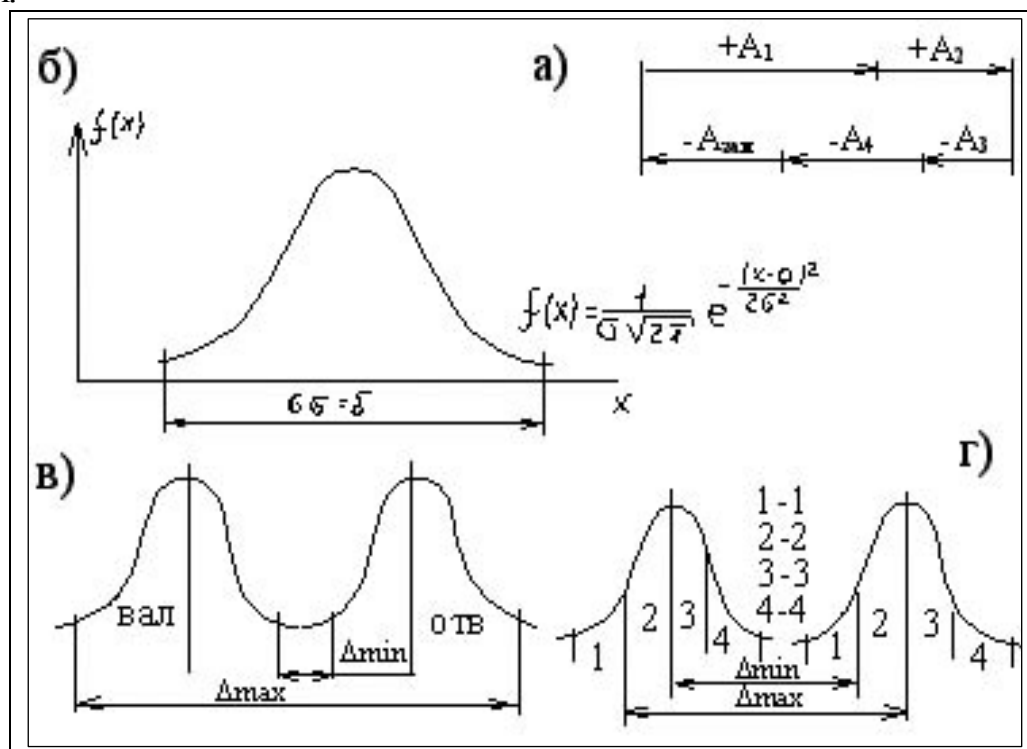 б)
f(x)
6σ=δ
x
а)
+A₁ +A₂
-Aзам -A₄ -A₃
f(x)=1/(σ√2π) e^-(x-a)²/2σ²
в)
вал
отв
Δmin
Δmax
г)
1-1
2-2
3-3
4-4
1 2 3 4
1 2 3 4
Δmin
Δmax